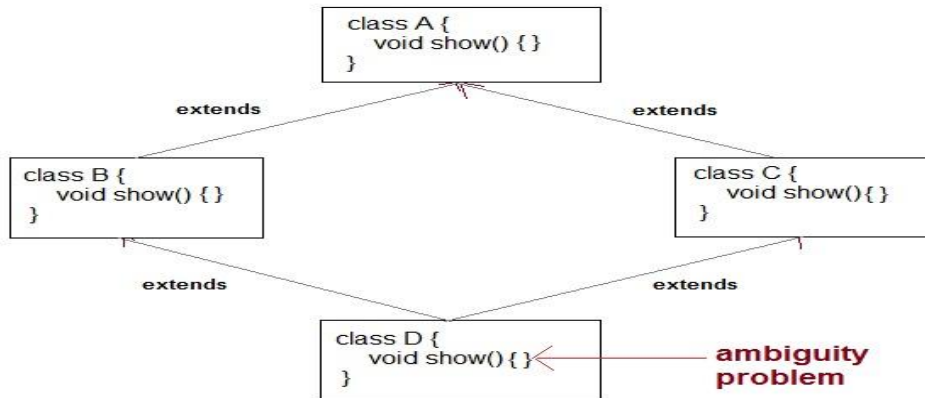 class A {
void show() { }
}
extends
extends
class B {
void show() { }
}
class C {
void show(){ }
}
extends
extends
class D {
void show(){ }
}
ambiguity
problem